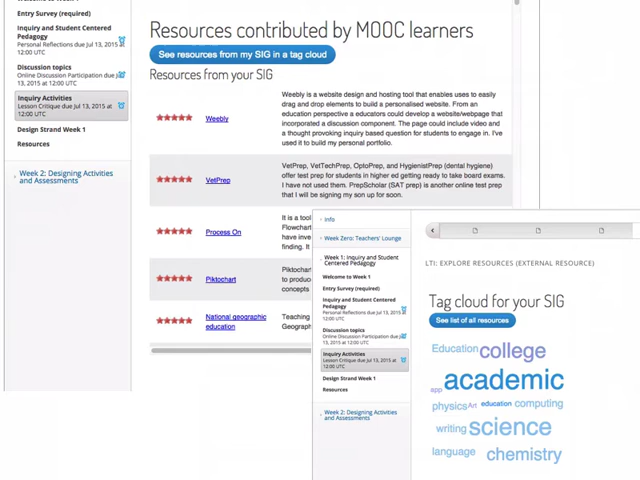 Entry Survey (required)
Inquiry and Student Centered
Pedagogy
Personal Reflections due Jul 13, 2015 at
12:00 UTC
Discussion topics
Online Discussion Participation due Jul
13, 2015 at 12:00 UTC
Inquiry Activities
Lesson Critique due Jul 13, 2015 at
12:00 UTC
Design Strand Week 1
Resources
Week 2: Designing Activities
and Assessments
Resources contributed by MOOC learners
See resources from my SIG in a tag cloud
Resources from your SIG
Weebly
Weebly is a website design and hosting tool that enables uses to easily
drag and drop elements to build a personalised website. From an
education perspective a educators could develop a website/webpage that
incorporated a discussion component. The page could include video and
a thought provoking inquiry based question for students to engage in. I've
used it to build my personal portfolio.
VetPrep
VetPrep, VetTechPrep, OptoPrep, and HygienistPrep (dental hygiene)
offer test prep for students in higher ed getting ready to take board exams.
I have not used them. PrepScholar (SAT prep) is another online test prep
that I will be signing my son up for soon.
Process On
It is a tool
Flowchar
have inve
finding. It
Piktochart
Piktochar
to produc
concepts
National geographic
education
Teaching
Geograph
Info
Week Zero: Teachers' Lounge
Week 1: Inquiry and Student
Centered Pedagogy
Welcome to Week 1
Entry Survey (required)
Inquiry and Student Centered
Pedagogy
Personal Reflections due Jul 13, 2015 at
12:00 UTC
Discussion topics
Online Discussion Participation due Jul
13, 2015 at 12:00 UTC
Inquiry Activities
Lesson Critique due Jul 13, 2015 at
12:00 UTC
Design Strand Week 1
Resources
Week 2: Designing Activities
and Assessments
LTI: EXPLORE RESOURCES (EXTERNAL RESOURCE)
Tag cloud for your SIG
See list of all resources
Education college
app academic
physics Art education computing
writing science
language chemistry